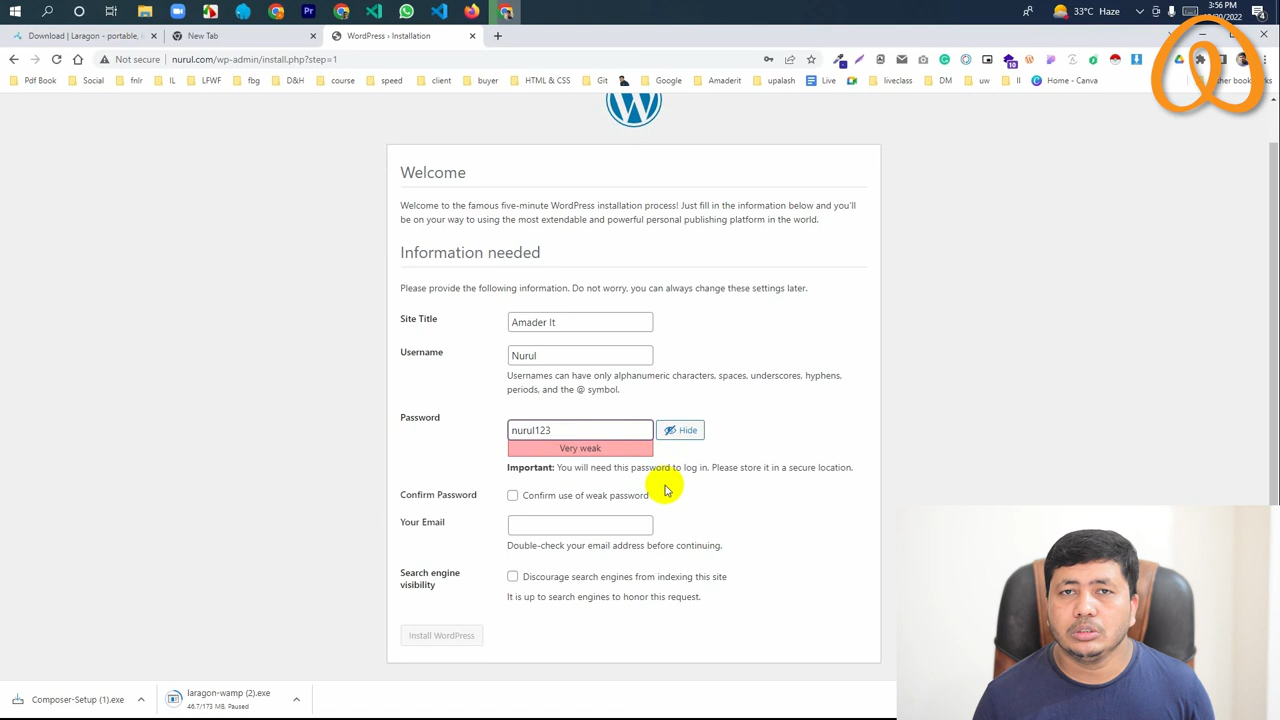 3:56 PM
33°C Haze
10/20/2022
Download | Laragon - portable, i
New Tab
WordPress › Installation
Not secure
nurul.com/wp-admin/install.php?step=1
Pdf Book
Social
fnlr
IL
LFWF
fbg
D&H
course
speed
client
buyer
HTML & CSS
Git
Google
Amaderit
upalash
Live
liveclass
DM
uw
II
Home - Canva
Welcome
Welcome to the famous five-minute WordPress installation process! Just fill in the information below and you'll
be on your way to using the most extendable and powerful personal publishing platform in the world.
Information needed
Please provide the following information. Do not worry, you can always change these settings later.
Site Title
Amader It
Username
Nurul
Usernames can have only alphanumeric characters, spaces, underscores, hyphens,
periods, and the @ symbol.
Password
nurul123
Hide
Very weak
Important: You will need this password to log in. Please store it in a secure location.
Confirm Password
Confirm use of weak password
Your Email
Double-check your email address before continuing.
Search engine
visibility
Discourage search engines from indexing this site
It is up to search engines to honor this request.
Install WordPress
Composer-Setup (1).exe
laragon-wamp (2).exe
46.7/173 MB, Paused